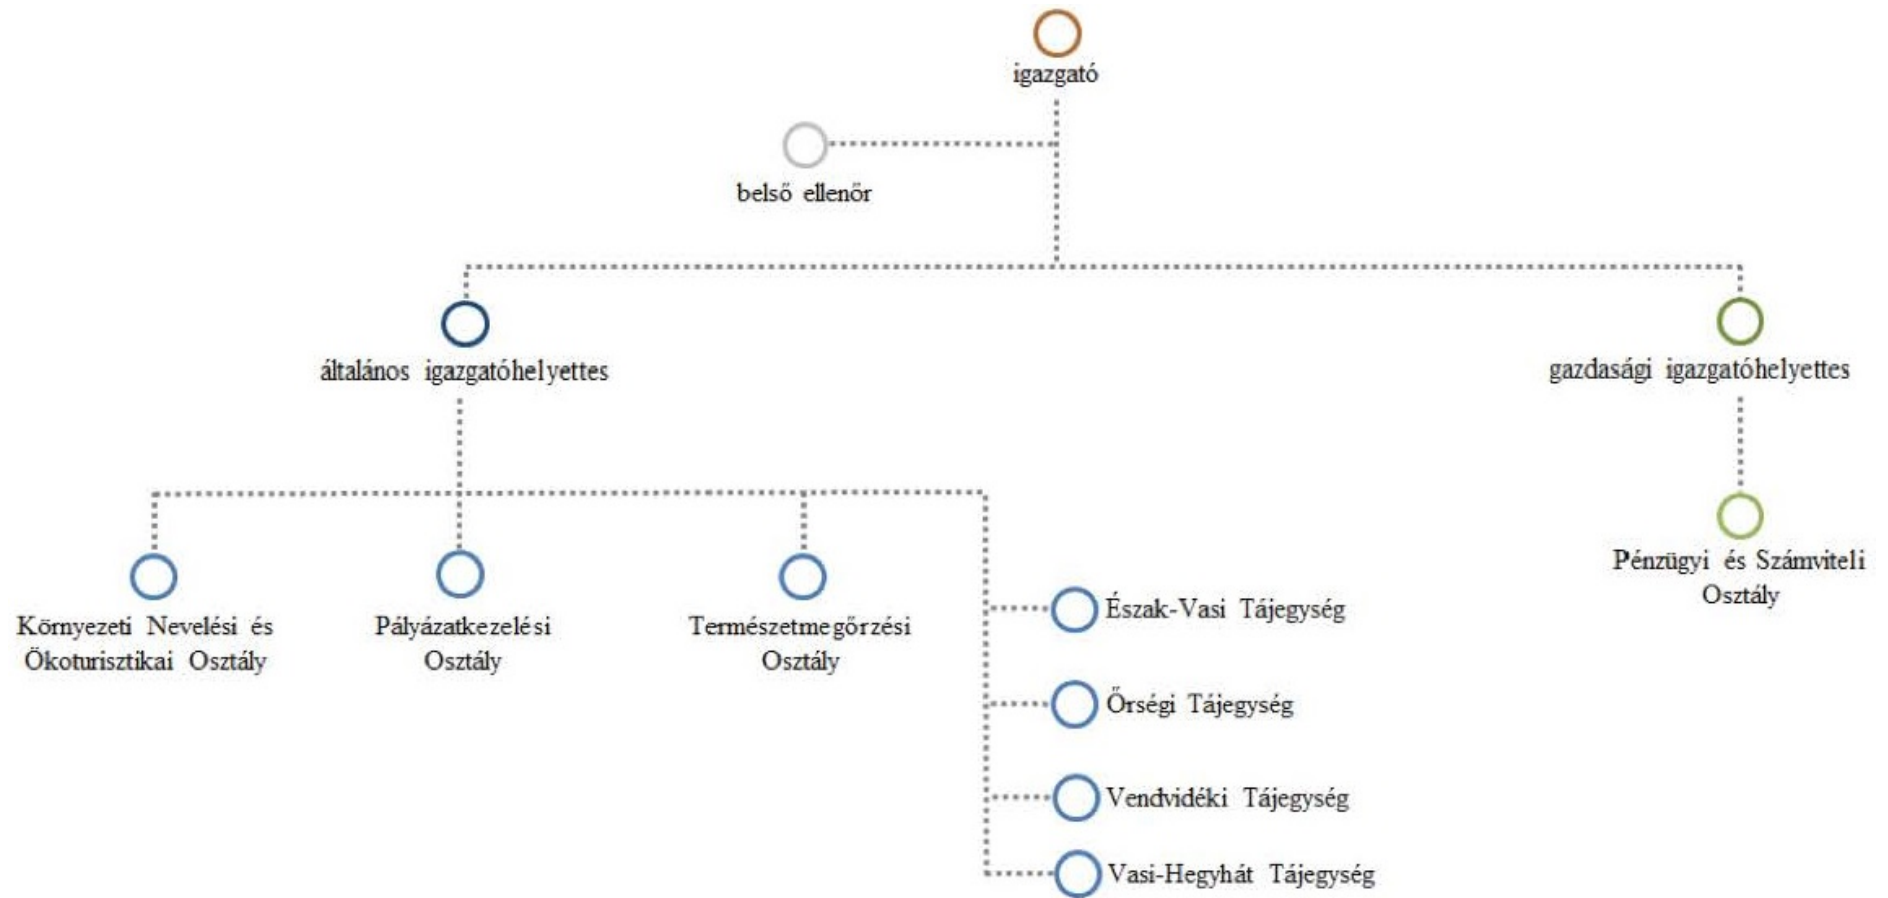 igazgató
belső ellenőr
általános igazgatóhelyettes
gazdasági igazgatóhelyettes
Környezeti Nevelési és
Ökoturisztikai Osztály
Pályázatkezelési
Osztály
Természetmegőrzési
Osztály
Észak-Vasi Tájegység
Őrségi Tájegység
Vendvidéki Tájegység
Vasi-Hegyhát Tájegység
Pénzügyi és Számviteli
Osztály